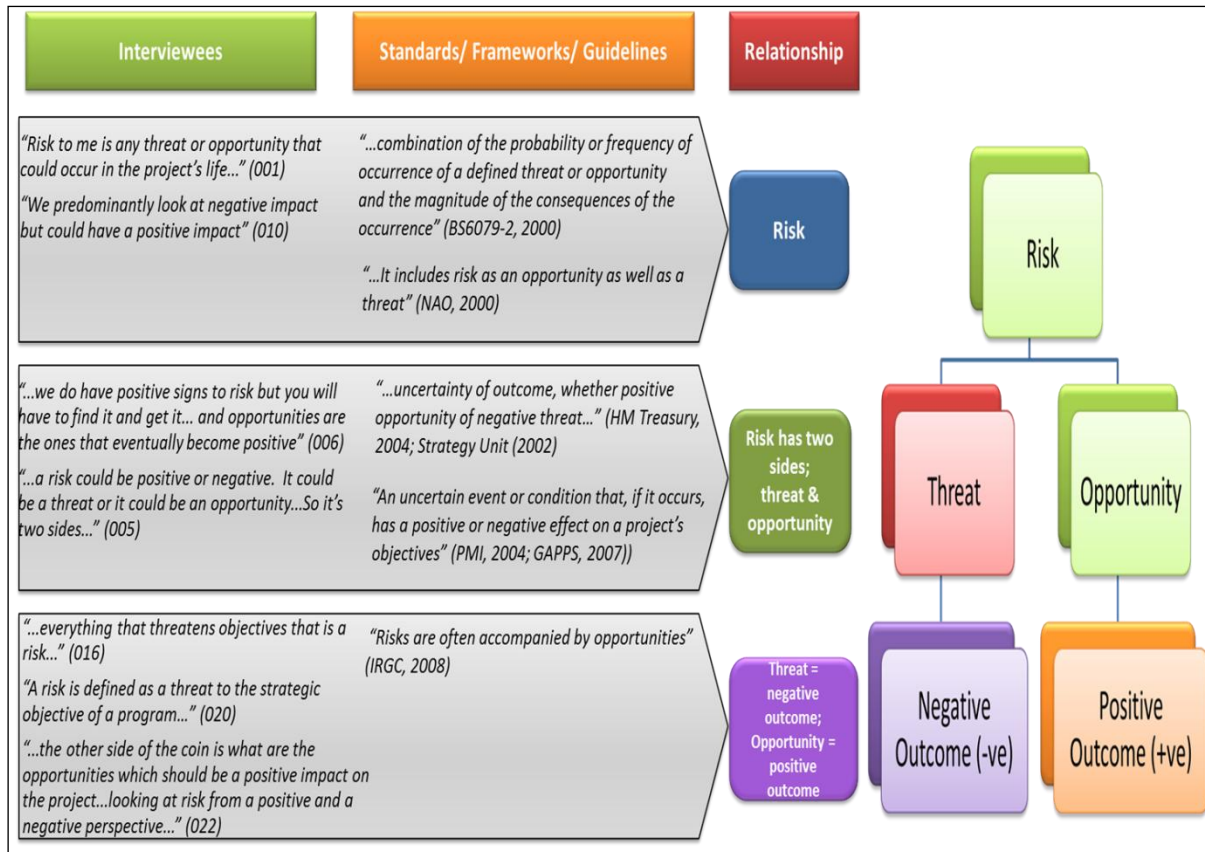 Interviewees
Standards/ Frameworks/ Guidelines
Relationship
“Risk to me is any threat or opportunity that
could occur in the project’s life…” (001)
“We predominantly look at negative impact
but could have a positive impact” (010)
“…combination of the probability or frequency of
occurrence of a defined threat or opportunity
and the magnitude of the consequences of the
occurrence” (BS6079-2, 2000)
“…It includes risk as an opportunity as well as a
threat” (NAO, 2000)
Risk
“…we do have positive signs to risk but you will
have to find it and get it… and opportunities are
the ones that eventually become positive” (006)
“…a risk could be positive or negative. It could
be a threat or it could be an opportunity…So it’s
two sides…” (005)
“…uncertainty of outcome, whether positive
opportunity of negative threat…” (HM Treasury,
2004; Strategy Unit (2002)
“An uncertain event or condition that, if it occurs,
has a positive or negative effect on a project’s
objectives” (PMI, 2004; GAPPS, 2007))
Risk has two
sides;
threat &
opportunity
“…everything that threatens objectives that is a
risk…” (016)
“A risk is defined as a threat to the strategic
objective of a program…” (020)
“…the other side of the coin is what are the
opportunities which should be a positive impact on
the project…looking at risk from a positive and a
negative perspective…” (022)
“Risks are often accompanied by opportunities”
(IRGC, 2008)
Threat =
negative
outcome;
Opportunity =
positive
outcome
Risk
Threat
Opportunity
Negative
Outcome (-ve)
Positive
Outcome (+ve)